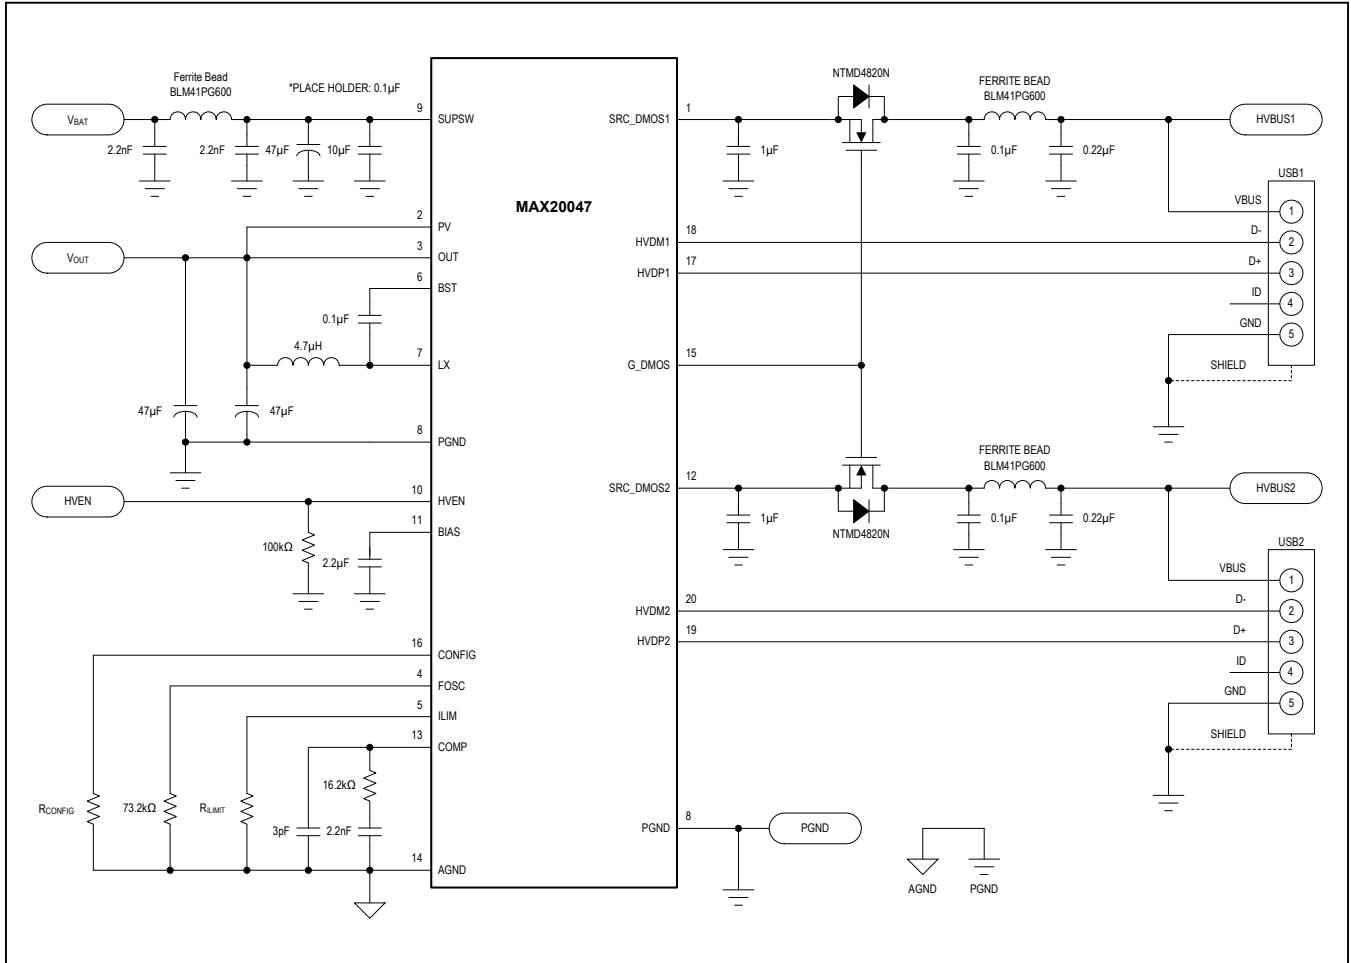 Ferrite Bead
BLM41PG600
*PLACE HOLDER: 0.1µF
VBAT
2.2nF
2.2nF
47µF
10µF
9
SUPSW
MAX20047
2
PV
VOUT
3
OUT
6
BST
0.1µF
4.7µH
7
LX
47µF
47µF
8
PGND
HVEN
10
HVEN
11
BIAS
100kΩ
2.2µF
16
CONFIG
4
FOSC
5
ILIM
13
COMP
16.2kΩ
RCONFIG
73.2kΩ
RILIMIT
3pF
2.2nF
14
AGND
NTMD4820N
FERRITE BEAD
BLM41PG600
SRC_DMOS1
1
1µF
0.1µF
0.22µF
HVBUS1
USB1
VBUS
1
HVDM1
18
D-
2
HVDP1
17
D+
3
ID
4
GND
5
SHIELD
G_DMOS
15
FERRITE BEAD
BLM41PG600
SRC_DMOS2
12
1µF
NTMD4820N
0.1µF
0.22µF
HVBUS2
USB2
VBUS
1
HVDM2
20
D-
2
HVDP2
19
D+
3
ID
4
GND
5
SHIELD
PGND
8
PGND
AGND
PGND